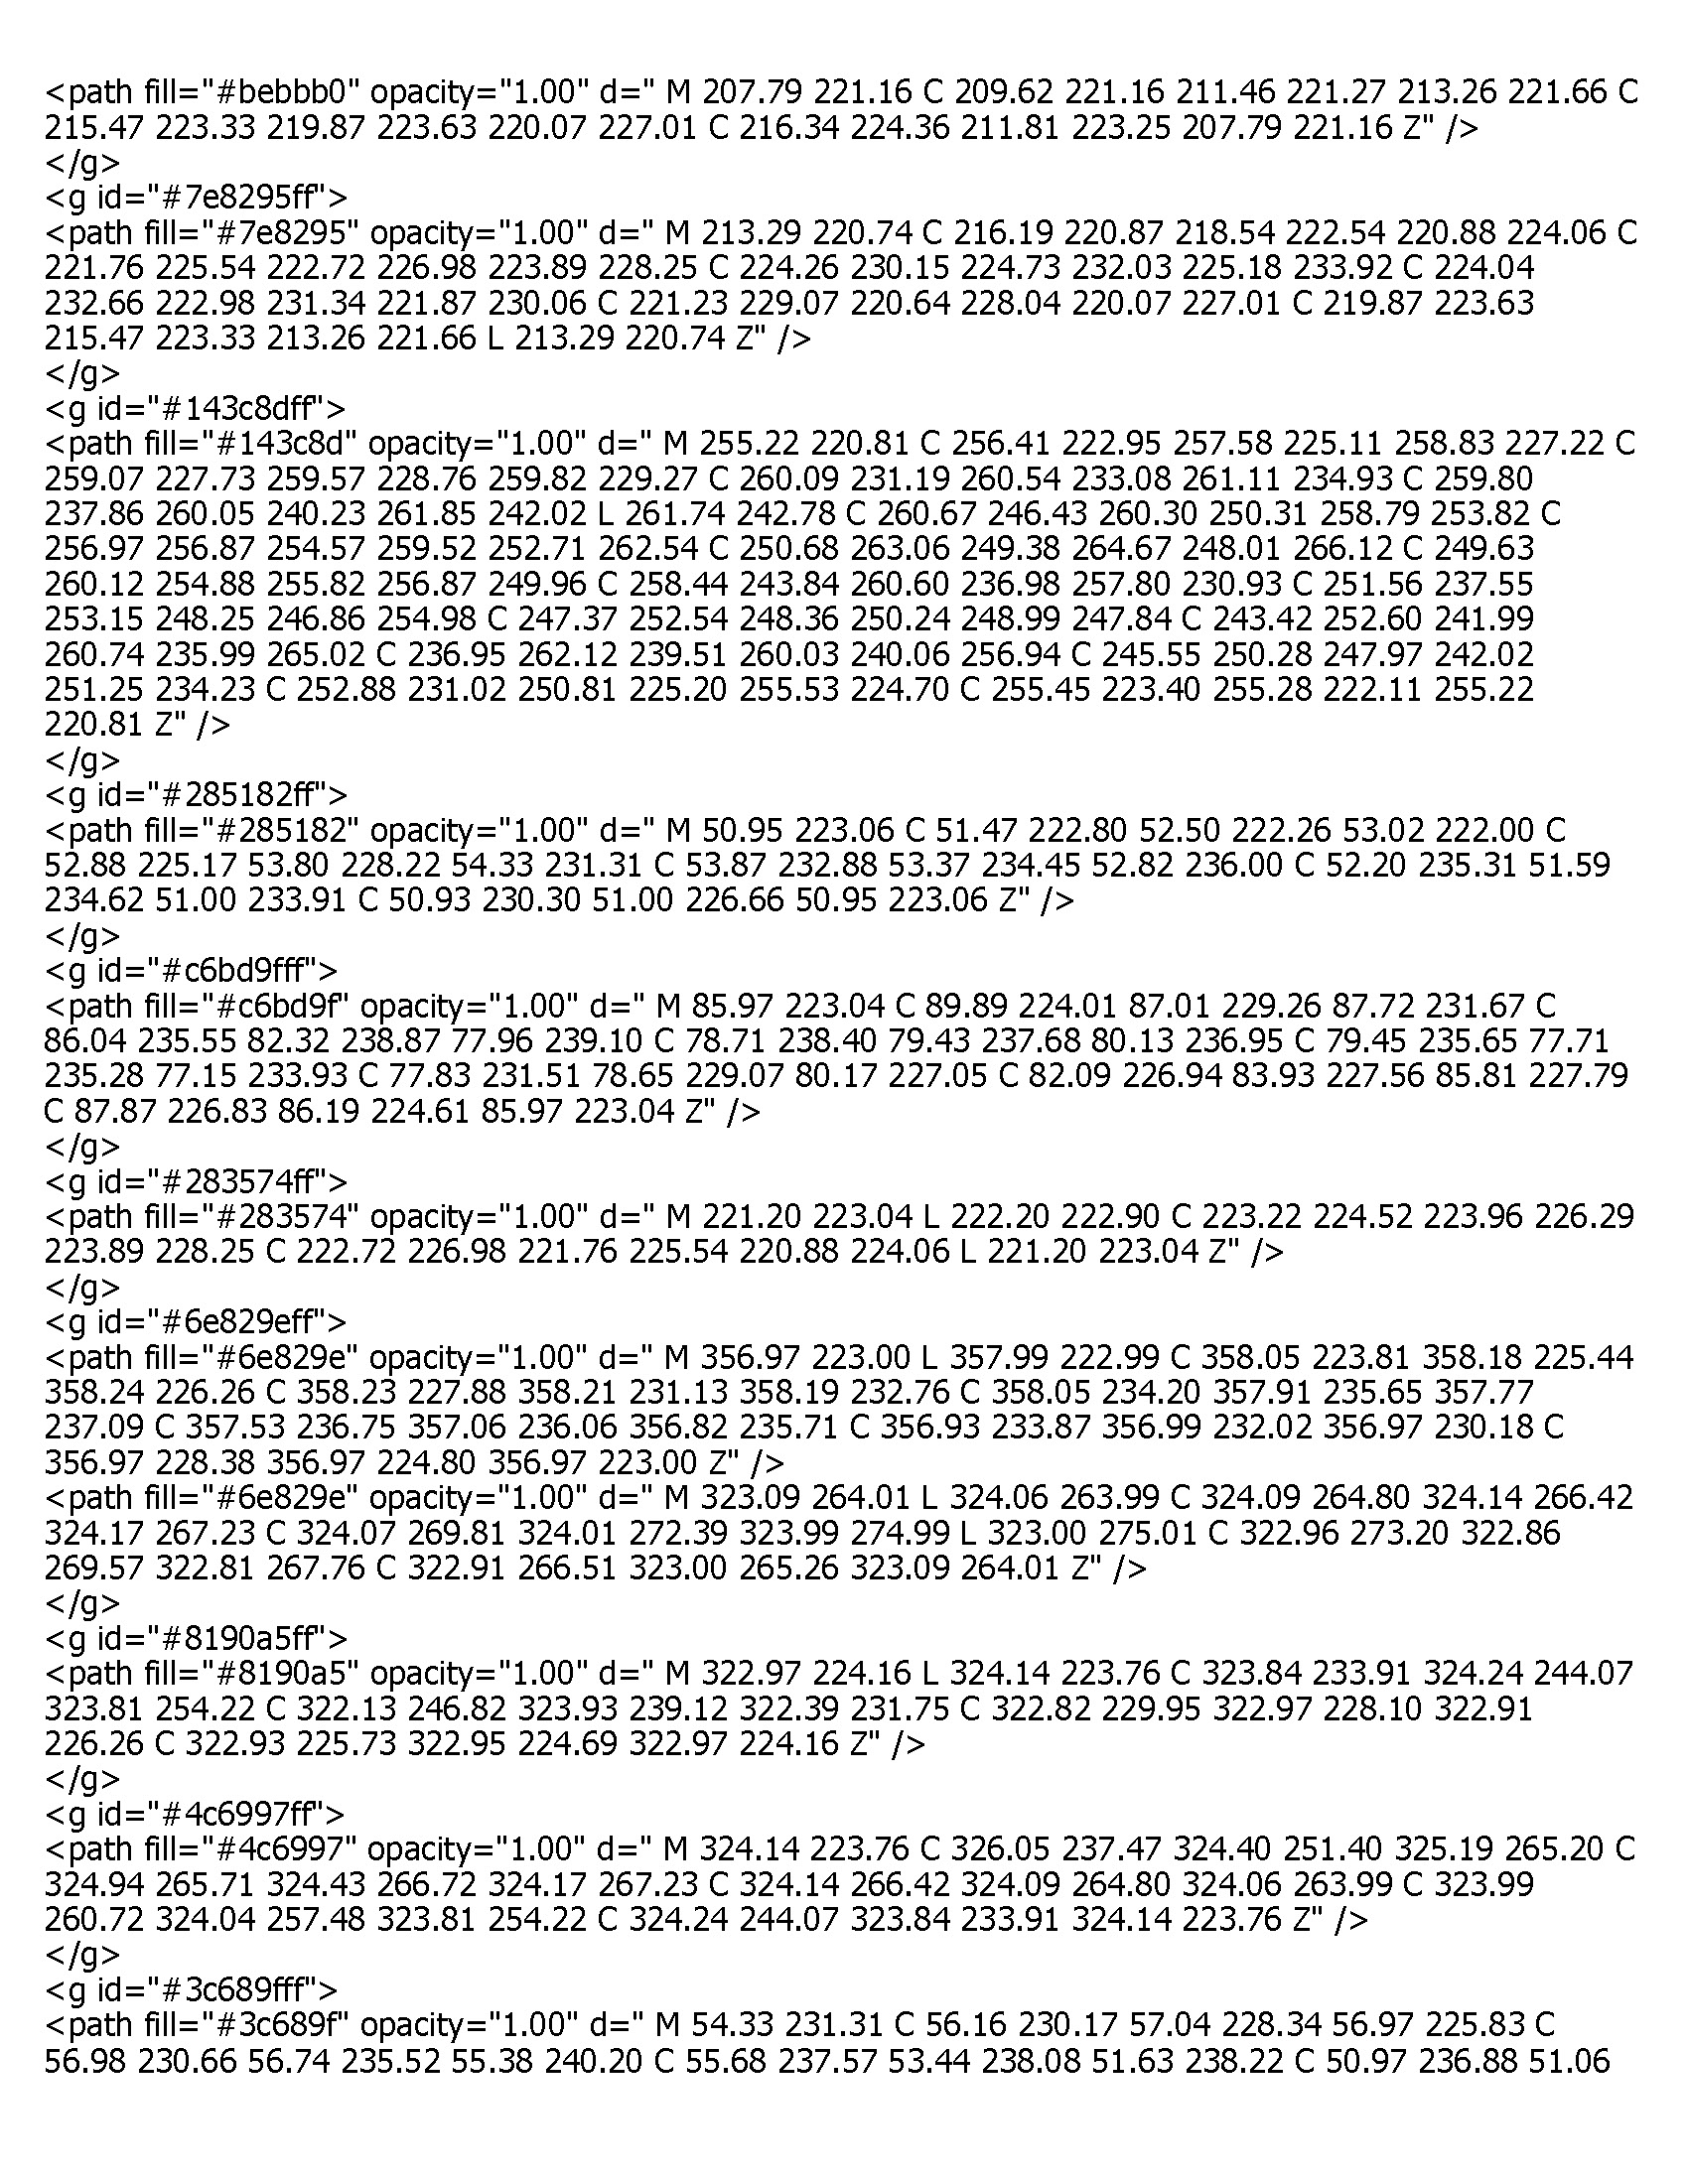 <path fill="#bebbb0" opacity="1.00" d=" M 207.79 221.16 C 209.62 221.16 211.46 221.27 213.26 221.66 C
215.47 223.33 219.87 223.63 220.07 227.01 C 216.34 224.36 211.81 223.25 207.79 221.16 Z" />
</g>
<g id="#7e8295ff">
<path fill="#7e8295" opacity="1.00" d=" M 213.29 220.74 C 216.19 220.87 218.54 222.54 220.88 224.06 C
221.76 225.54 222.72 226.98 223.89 228.25 C 224.26 230.15 224.73 232.03 225.18 233.92 C 224.04
232.66 222.98 231.34 221.87 230.06 C 221.23 229.07 220.64 228.04 220.07 227.01 C 219.87 223.63
215.47 223.33 213.26 221.66 L 213.29 220.74 Z" />
</g>
<g id="#143c8dff">
<path fill="#143c8d" opacity="1.00" d=" M 255.22 220.81 C 256.41 222.95 257.58 225.11 258.83 227.22 C
259.07 227.73 259.57 228.76 259.82 229.27 C 260.09 231.19 260.54 233.08 261.11 234.93 C 259.80
237.86 260.05 240.23 261.85 242.02 L 261.74 242.78 C 260.67 246.43 260.30 250.31 258.79 253.82 C
256.97 256.87 254.57 259.52 252.71 262.54 C 250.68 263.06 249.38 264.67 248.01 266.12 C 249.63
260.12 254.88 255.82 256.87 249.96 C 258.44 243.84 260.60 236.98 257.80 230.93 C 251.56 237.55
253.15 248.25 246.86 254.98 C 247.37 252.54 248.36 250.24 248.99 247.84 C 243.42 252.60 241.99
260.74 235.99 265.02 C 236.95 262.12 239.51 260.03 240.06 256.94 C 245.55 250.28 247.97 242.02
251.25 234.23 C 252.88 231.02 250.81 225.20 255.53 224.70 C 255.45 223.40 255.28 222.11 255.22
220.81 Z" />
</g>
<g id="#285182ff">
<path fill="#285182" opacity="1.00" d=" M 50.95 223.06 C 51.47 222.80 52.50 222.26 53.02 222.00 C
52.88 225.17 53.80 228.22 54.33 231.31 C 53.87 232.88 53.37 234.45 52.82 236.00 C 52.20 235.31 51.59
234.62 51.00 233.91 C 50.93 230.30 51.00 226.66 50.95 223.06 Z" />
</g>
<g id="#c6bd9fff">
<path fill="#c6bd9f" opacity="1.00" d=" M 85.97 223.04 C 89.89 224.01 87.01 229.26 87.72 231.67 C
86.04 235.55 82.32 238.87 77.96 239.10 C 78.71 238.40 79.43 237.68 80.13 236.95 C 79.45 235.65 77.71
235.28 77.15 233.93 C 77.83 231.51 78.65 229.07 80.17 227.05 C 82.09 226.94 83.93 227.56 85.81 227.79
C 87.87 226.83 86.19 224.61 85.97 223.04 Z" />
</g>
<g id="#283574ff">
<path fill="#283574" opacity="1.00" d=" M 221.20 223.04 L 222.20 222.90 C 223.22 224.52 223.96 226.29
223.89 228.25 C 222.72 226.98 221.76 225.54 220.88 224.06 L 221.20 223.04 Z" />
</g>
<g id="#6e829eff">
<path fill="#6e829e" opacity="1.00" d=" M 356.97 223.00 L 357.99 222.99 C 358.05 223.81 358.18 225.44
358.24 226.26 C 358.23 227.88 358.21 231.13 358.19 232.76 C 358.05 234.20 357.91 235.65 357.77
237.09 C 357.53 236.75 357.06 236.06 356.82 235.71 C 356.93 233.87 356.99 232.02 356.97 230.18 C
356.97 228.38 356.97 224.80 356.97 223.00 Z" />
<path fill="#6e829e" opacity="1.00" d=" M 323.09 264.01 L 324.06 263.99 C 324.09 264.80 324.14 266.42
324.17 267.23 C 324.07 269.81 324.01 272.39 323.99 274.99 L 323.00 275.01 C 322.96 273.20 322.86
269.57 322.81 267.76 C 322.91 266.51 323.00 265.26 323.09 264.01 Z" />
</g>
<g id="#8190a5ff">
<path fill="#8190a5" opacity="1.00" d=" M 322.97 224.16 L 324.14 223.76 C 323.84 233.91 324.24 244.07
323.81 254.22 C 322.13 246.82 323.93 239.12 322.39 231.75 C 322.82 229.95 322.97 228.10 322.91
226.26 C 322.93 225.73 322.95 224.69 322.97 224.16 Z" />
</g>
<g id="#4c6997ff">
<path fill="#4c6997" opacity="1.00" d=" M 324.14 223.76 C 326.05 237.47 324.40 251.40 325.19 265.20 C
324.94 265.71 324.43 266.72 324.17 267.23 C 324.14 266.42 324.09 264.80 324.06 263.99 C 323.99
260.72 324.04 257.48 323.81 254.22 C 324.24 244.07 323.84 233.91 324.14 223.76 Z" />
</g>
<g id="#3c689fff">
<path fill="#3c689f" opacity="1.00" d=" M 54.33 231.31 C 56.16 230.17 57.04 228.34 56.97 225.83 C
56.98 230.66 56.74 235.52 55.38 240.20 C 55.68 237.57 53.44 238.08 51.63 238.22 C 50.97 236.88 51.06